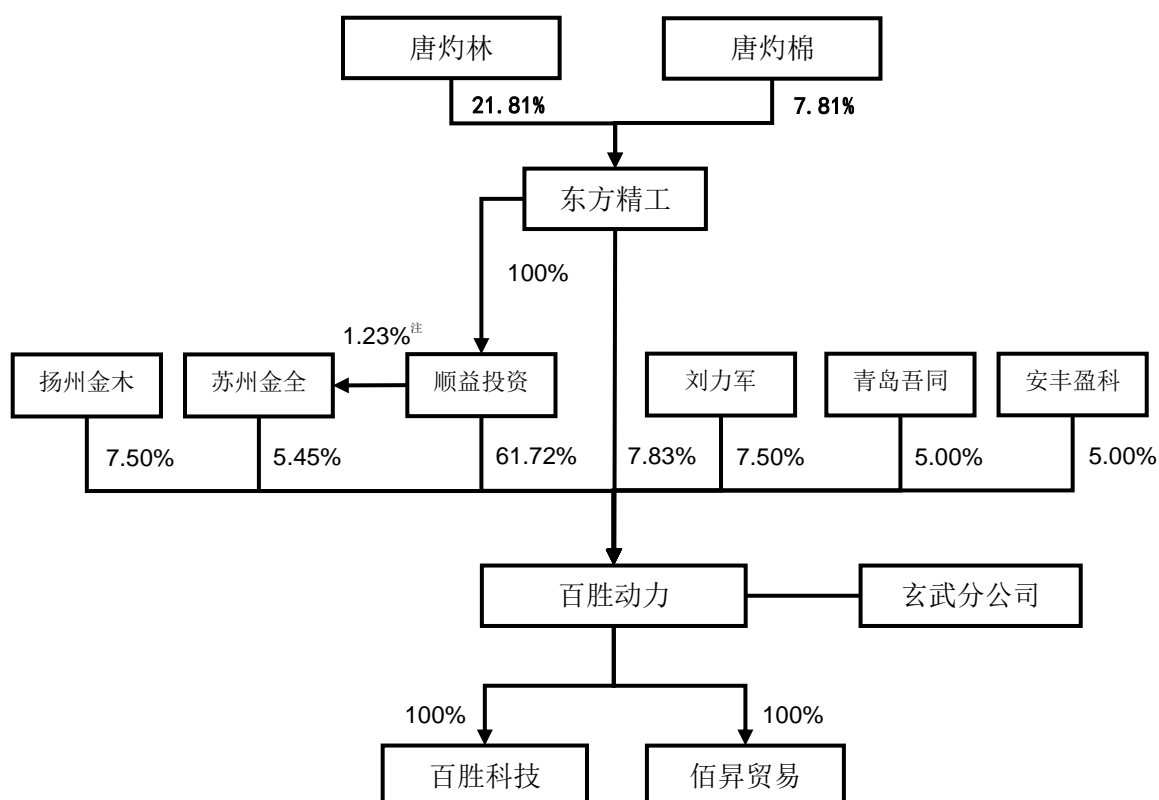 唐灼林
唐灼棉
21.81%
7.81%
东方精工
100%
1.23%注
扬州金木
苏州金全
顺益投资
刘力军
青岛吾同
安丰盈科
7.50%
5.45%
61.72%
7.83%
7.50%
5.00%
5.00%
百胜动力
玄武分公司
100%
100%
百胜科技
佰昇贸易